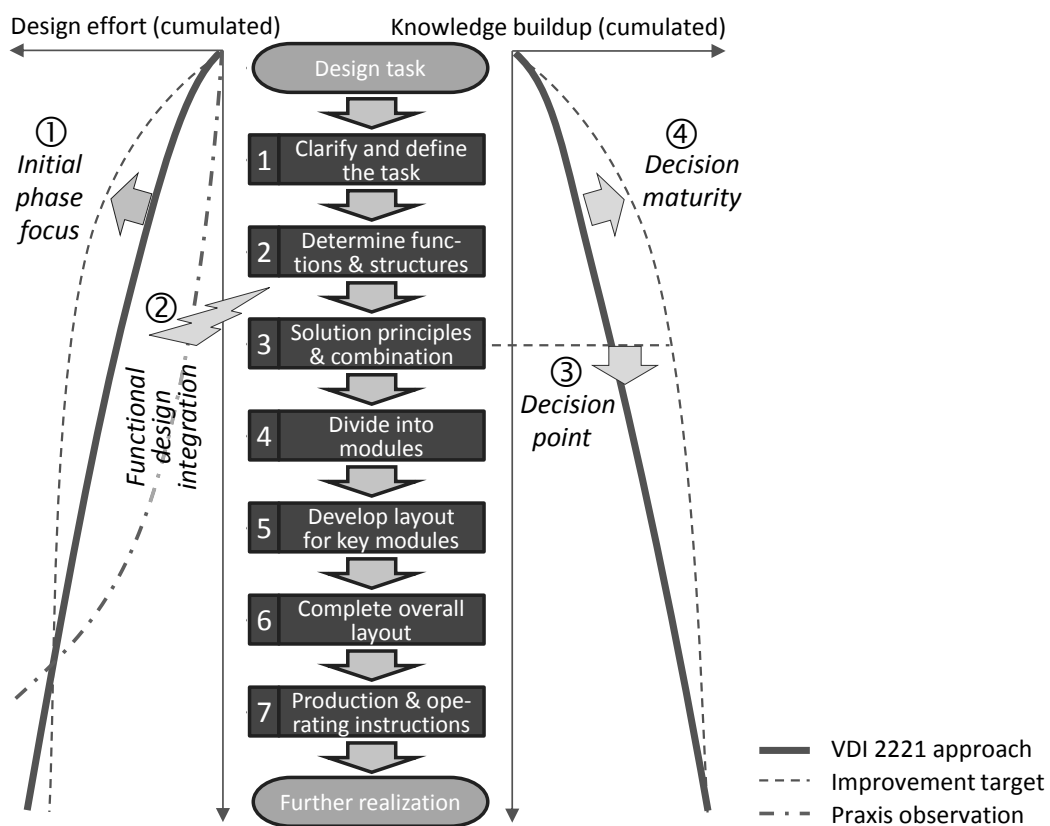 Design effort (cumulated)
Knowledge buildup (cumulated)
Design task
①
Initial
phase
focus
④
Decision
maturity
1
Clarify and define
the task
2
Determine func-
tions & structures
②
Functional
design
integration
3
Solution principles
& combination
③
Decision
point
4
Divide into
modules
5
Develop layout
for key modules
6
Complete overall
layout
7
Production & ope-
rating instructions
Further realization
VDI 2221 approach
Improvement target
Praxis observation